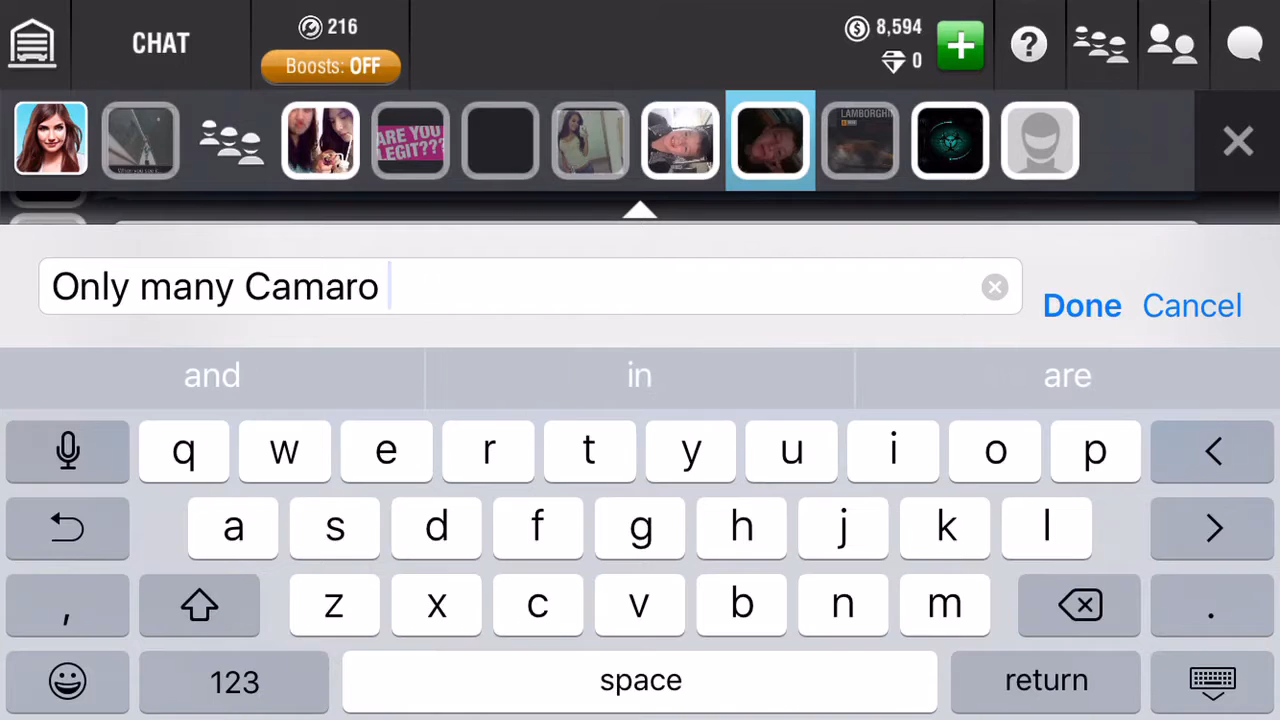 CHAT
216
Boosts: OFF
8,594
0
?
ARE YOU
LEGIT???
LAMBORGHINI
Only many Camaro
Done Cancel
and in are
q w e r t y u i o p
a s d f g h j k l
, z x c v b n m .
123 space return